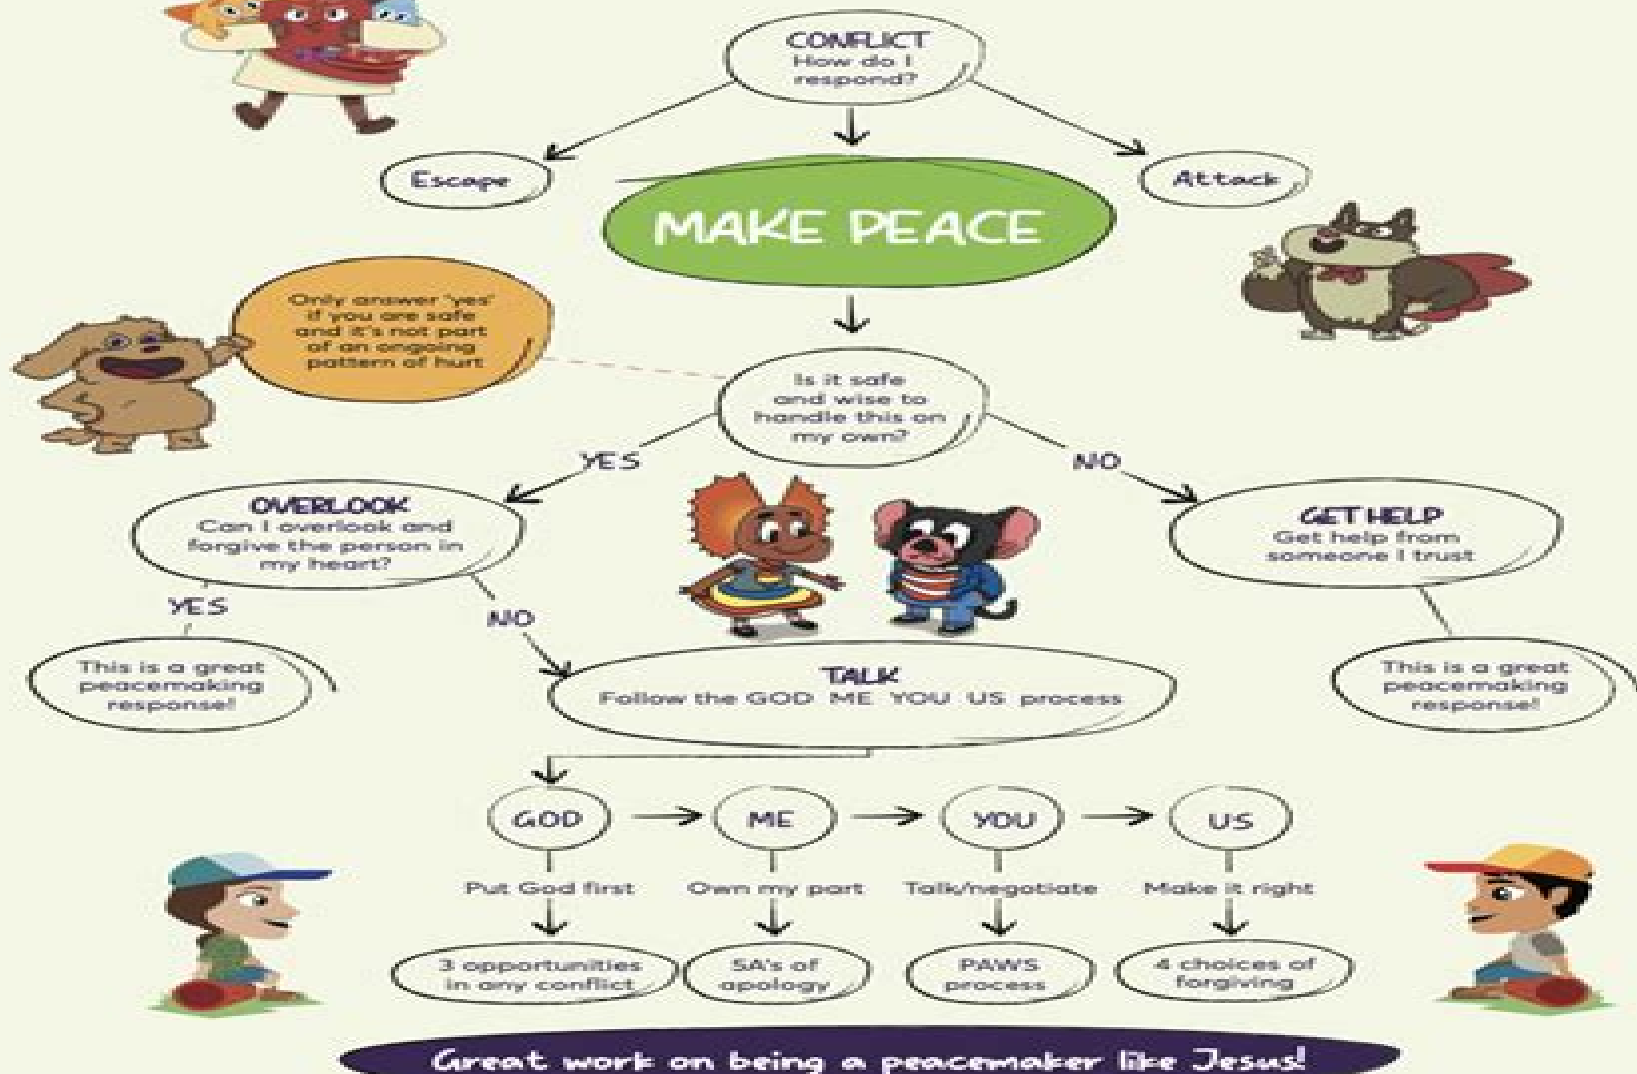 CONFLICT
How do I
respond?
Escape
Attack
MAKE PEACE
Only answer 'yes'
if you are safe
and it's not part
of an ongoing
pattern of hurt
Is it safe
and wise to
handle this on
my own?
YES
NO
OVERLOOK
Can I overlook and
forgive the person in
my heart?
GET HELP
Get help from
someone I trust
YES
NO
This is a great
peacemaking
response!
TALK
Follow the GOD ME YOU US process
This is a great
peacemaking
response!
GOD
ME
YOU
US
Put God first
Own my part
Talk/negotiate
Make it right
3 opportunities
in any conflict
5A's of
apology
PAWS
process
4 choices of
forgiving
Great work on being a peacemaker like Jesus!